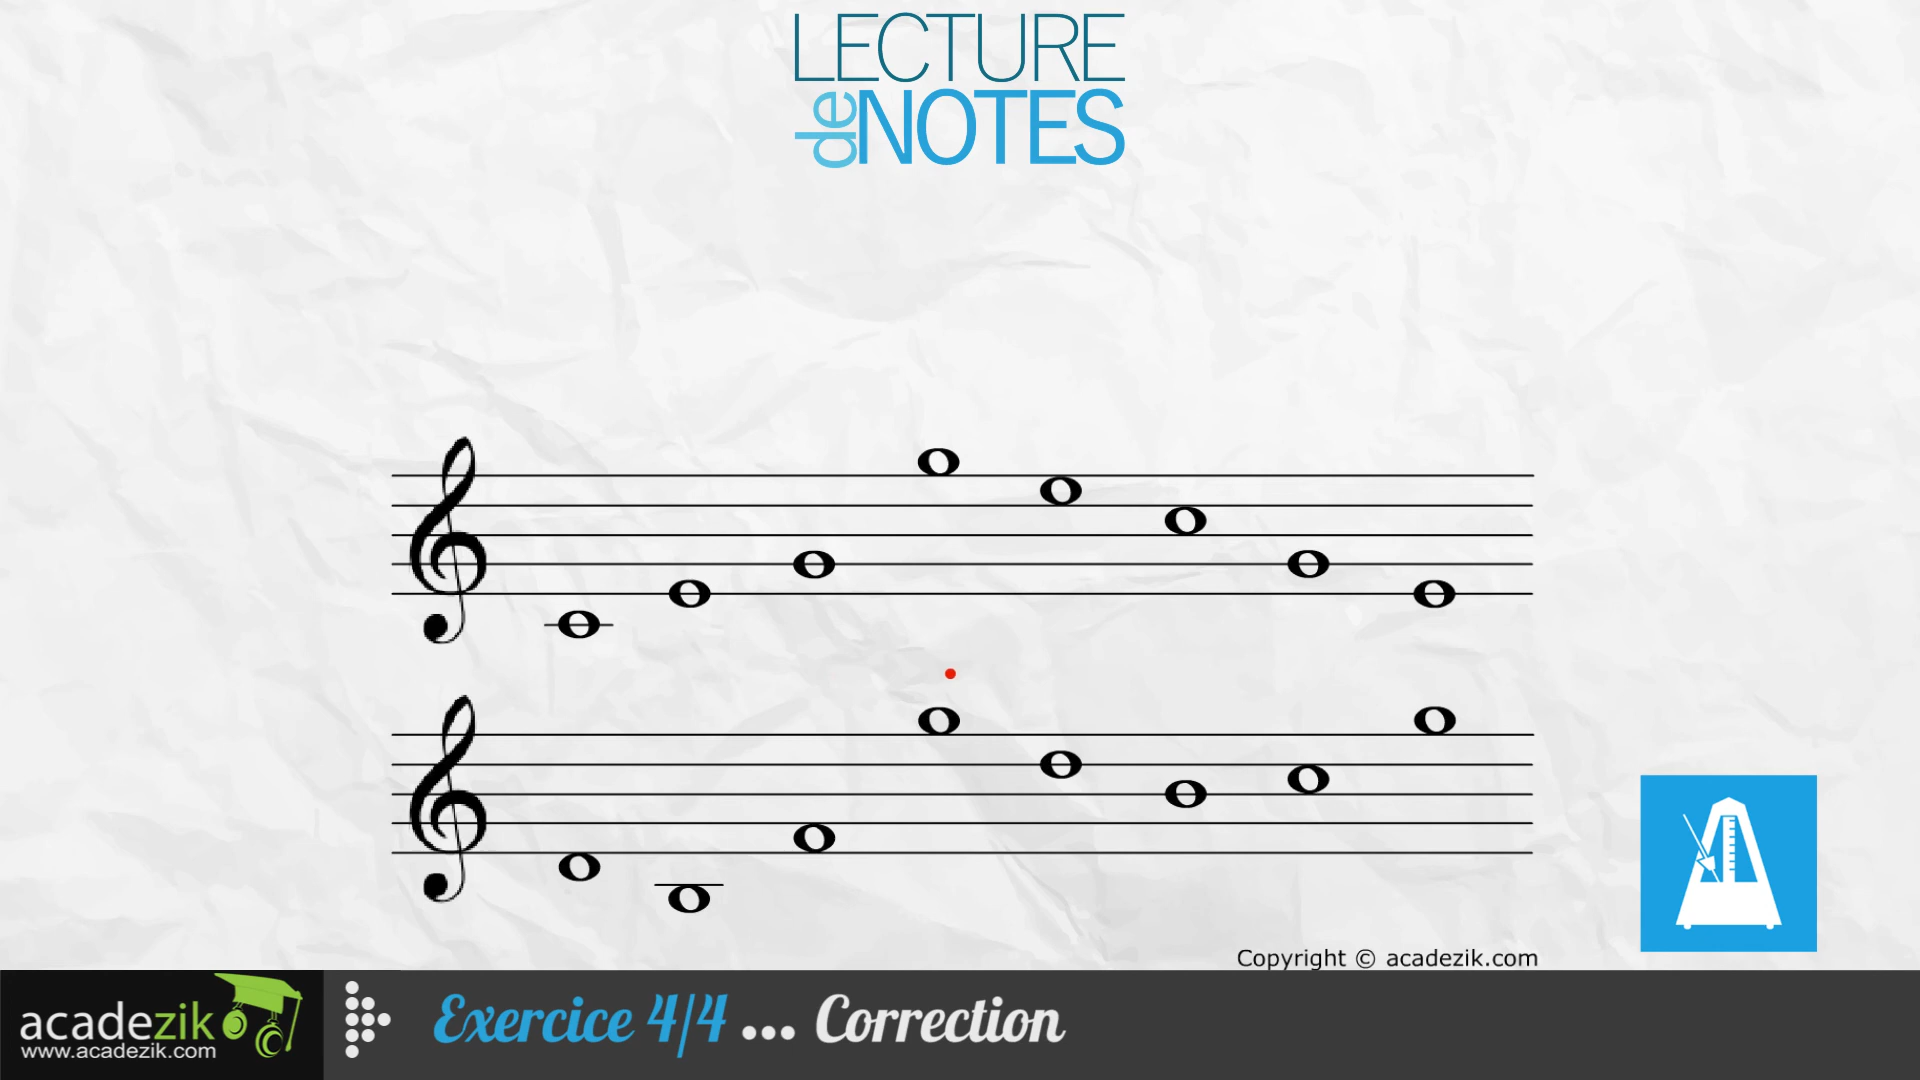 LECTURE
de NOTES
Copyright © acadezik.com
acadezik
www.acadezik.com
Exercice 4/4 ... Correction